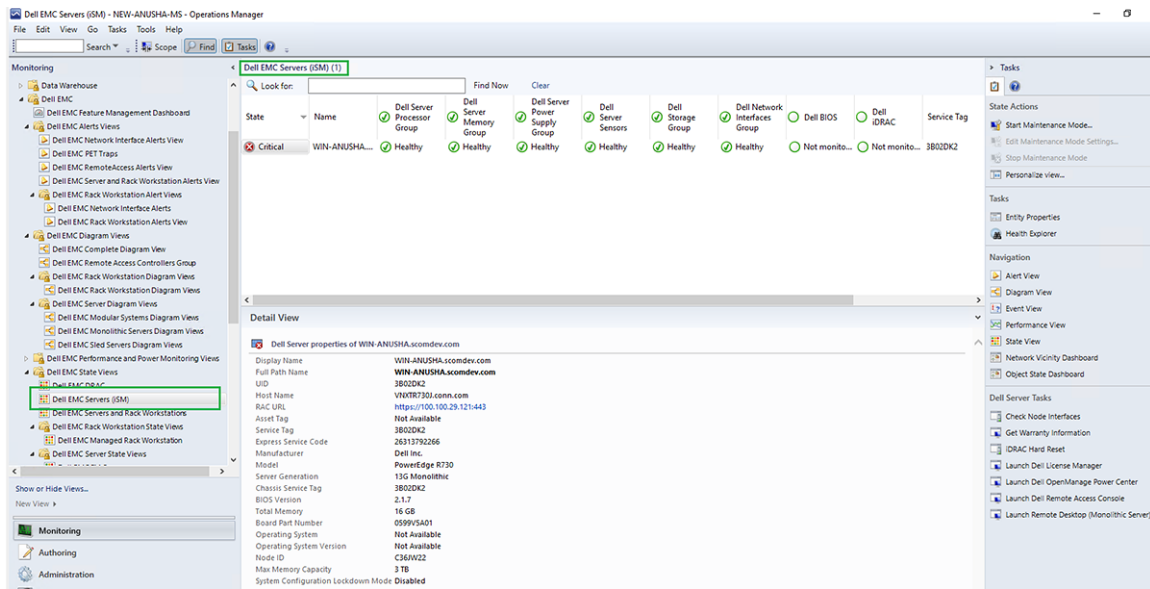 Dell EMC Servers (iSM) - NEW-ANUSHA-MS - Operations Manager
File Edit View Go Tasks Tools Help
Search Scope Find Tasks
Monitoring
Data Warehouse
Dell EMC
Dell EMC Feature Management Dashboard
Dell EMC Alerts Views
Dell EMC Network Interface Alerts View
Dell EMC PET Traps
Dell EMC RemoteAccess Alerts View
Dell EMC Server and Rack Workstation Alerts View
Dell EMC Rack Workstation Alert Views
Dell EMC Network Interface Alerts
Dell EMC Rack Workstation Alerts View
Dell EMC Diagram Views
Dell EMC Complete Diagram View
Dell EMC Remote Access Controllers Group
Dell EMC Rack Workstation Diagram Views
Dell EMC Rack Workstation Diagram Views
Dell EMC Server Diagram Views
Dell EMC Modular Systems Diagram Views
Dell EMC Monolithic Servers Diagram Views
Dell EMC Sled Servers Diagram Views
Dell EMC Performance and Power Monitoring Views
Dell EMC State Views
Dell EMC DRAC
Dell EMC Servers (iSM)
Dell EMC Servers and Rack Workstations
Dell EMC Rack Workstation State Views
Dell EMC Managed Rack Workstation
Dell EMC Server State Views
Show or Hide Views...
New View
Monitoring
Authoring
Administration
Dell EMC Servers (iSM) (1)
Look for: Find Now Clear
State Name Dell Server Processor Group Dell Server Memory Group Dell Server Power Supply Group Dell Server Sensors Dell Storage Group Dell Network Interfaces Group Dell BIOS Dell iDRAC Service Tag
Critical WIN-ANUSHA.... Healthy Healthy Healthy Healthy Healthy Healthy Not monito... Not monito... 3B02DK2
Detail View
Dell Server properties of WIN-ANUSHA.scomdev.com
Display Name WIN-ANUSHA.scomdev.com
Full Path Name WIN-ANUSHA.scomdev.com
UID 3B02DK2
Host Name VNXTR730J.conn.com
RAC URL https://100.100.29.121:443
Asset Tag Not Available
Service Tag 3B02DK2
Express Service Code 26313792266
Manufacturer Dell Inc.
Model PowerEdge R730
Server Generation 13G Monolithic
Chassis Service Tag 3B02DK2
BIOS Version 2.1.7
Total Memory 16 GB
Board Part Number 0599V5A01
Operating System Not Available
Operating System Version Not Available
Node ID C36JW22
Max Memory Capacity 3 TB
System Configuration Lockdown Mode Disabled
Tasks
State Actions
Start Maintenance Mode...
Edit Maintenance Mode Settings...
Stop Maintenance Mode
Personalize view...
Tasks
Entity Properties
Health Explorer
Navigation
Alert View
Diagram View
Event View
Performance View
State View
Network Vicinity Dashboard
Object State Dashboard
Dell Server Tasks
Check Node Interfaces
Get Warranty Information
iDRAC Hard Reset
Launch Dell License Manager
Launch Dell OpenManage Power Center
Launch Dell Remote Access Console
Launch Remote Desktop (Monolithic Server)